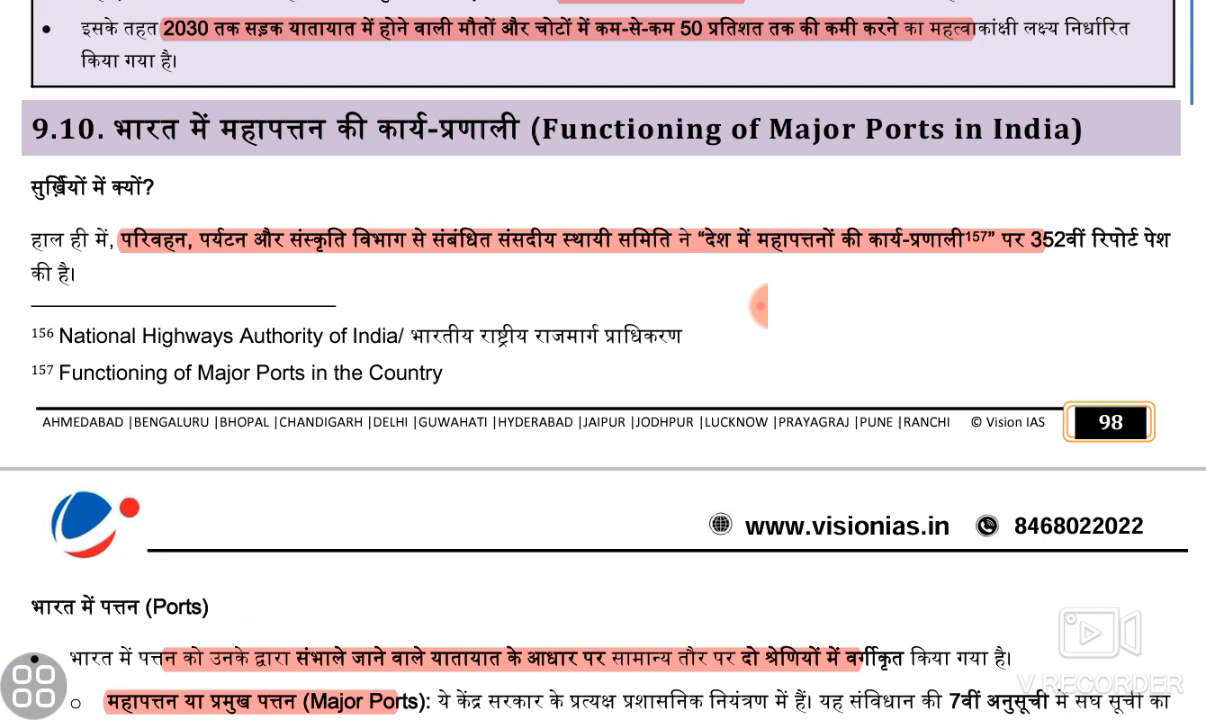 इसके तहत 2030 तक सड़क यातायात में होने वाली मौतों और चोटों में कम-से-कम 50 प्रतिशत तक की कमी करने का महत्वाकांक्षी लक्ष्य निर्धारित
किया गया है।
9.10. भारत में महापत्तन की कार्य-प्रणाली (Functioning of Major Ports in India)
सुर्ख़ियों में क्यों?
हाल ही में, परिवहन, पर्यटन और संस्कृति विभाग से संबंधित संसदीय स्थायी समिति ने “देश में महापत्तनों की कार्य-प्रणाली157” पर 352वीं रिपोर्ट पेश
की है।
156 National Highways Authority of India/ भारतीय राष्ट्रीय राजमार्ग प्राधिकरण
157 Functioning of Major Ports in the Country
AHMEDABAD |BENGALURU |BHOPAL |CHANDIGARH |DELHI |GUWAHATI |HYDERABAD |JAIPUR |JODHPUR |LUCKNOW |PRAYAGRAJ |PUNE |RANCHI © Vision IAS 98
www.visionias.in 8468022022
भारत में पत्तन (Ports)
भारत में पत्तन को उनके द्वारा संभाले जाने वाले यातायात के आधार पर सामान्य तौर पर दो श्रेणियों में वर्गीकृत किया गया है।
V RECORDER
महापत्तन या प्रमुख पत्तन (Major Ports): ये केंद्र सरकार के प्रत्यक्ष प्रशासनिक नियंत्रण में हैं। यह संविधान की 7वीं अनुसूची में संघ सूची का